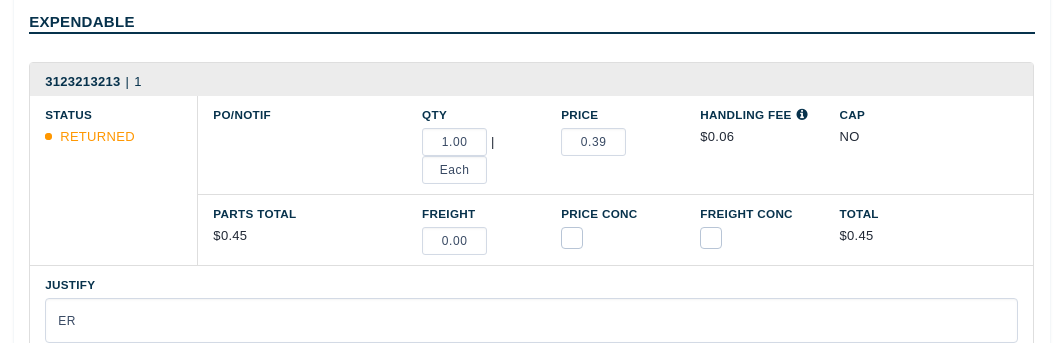 EXPENDABLE
3123213213 | 1
STATUS
RETURNED
PO/NOTIF
QTY
1.00 |
Each
PRICE
0.39
HANDLING FEE
$0.06
CAP
NO
PARTS TOTAL
$0.45
FREIGHT
0.00
PRICE CONC
FREIGHT CONC
TOTAL
$0.45
JUSTIFY
ER